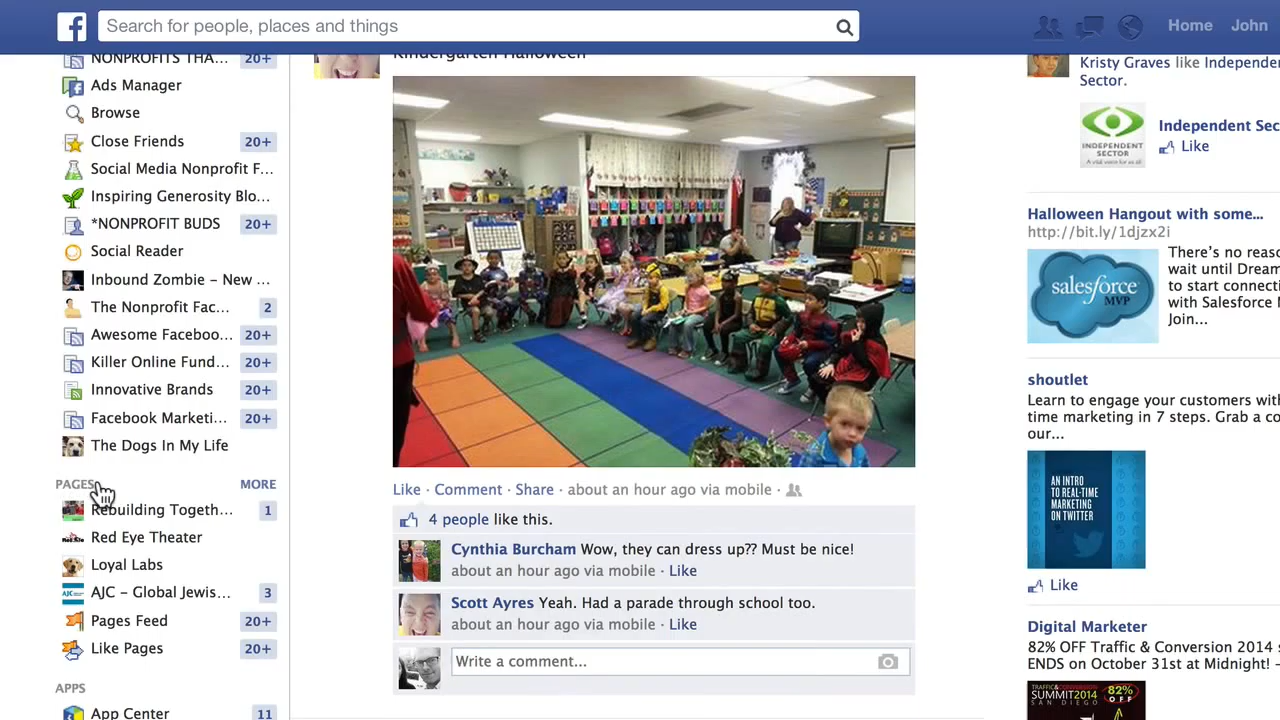 Search for people, places and things
Home
John
NONPROFITS THA...
20+
Ads Manager
Browse
Close Friends
20+
Social Media Nonprofit F...
Inspiring Generosity Blo...
*NONPROFIT BUDS
20+
Social Reader
Inbound Zombie - New ...
The Nonprofit Fac...
2
Awesome Faceboo...
20+
Killer Online Fund...
20+
Innovative Brands
20+
Facebook Marketi...
20+
The Dogs In My Life
PAGES
MORE
Rebuilding Togeth...
1
Red Eye Theater
Loyal Labs
AJC - Global Jewis...
3
Pages Feed
20+
Like Pages
20+
APPS
App Center
11
Kindergarten Halloween
Like · Comment · Share · about an hour ago via mobile ·
4 people like this.
Cynthia Burcham Wow, they can dress up?? Must be nice!
about an hour ago via mobile · Like
Scott Ayres Yeah. Had a parade through school too.
about an hour ago via mobile · Like
Write a comment...
Kristy Graves like Independen
Sector.
INDEPENDENT
SECTOR
Independent Sec
Like
Halloween Hangout with some...
http://bit.ly/1djzx2i
There's no reaso
wait until Dream
to start connecti
with Salesforce M
Join...
salesforce
MVP
shoutlet
Learn to engage your customers with
time marketing in 7 steps. Grab a co
our...
AN INTRO
TO REAL-TIME
MARKETING
ON TWITTER
Like
Digital Marketer
82% OFF Traffic & Conversion 2014 s
ENDS on October 31st at Midnight! -
TRAFFIC &
CONVERSION
SUMMIT2014
SAN DIEGO
82%
OFF